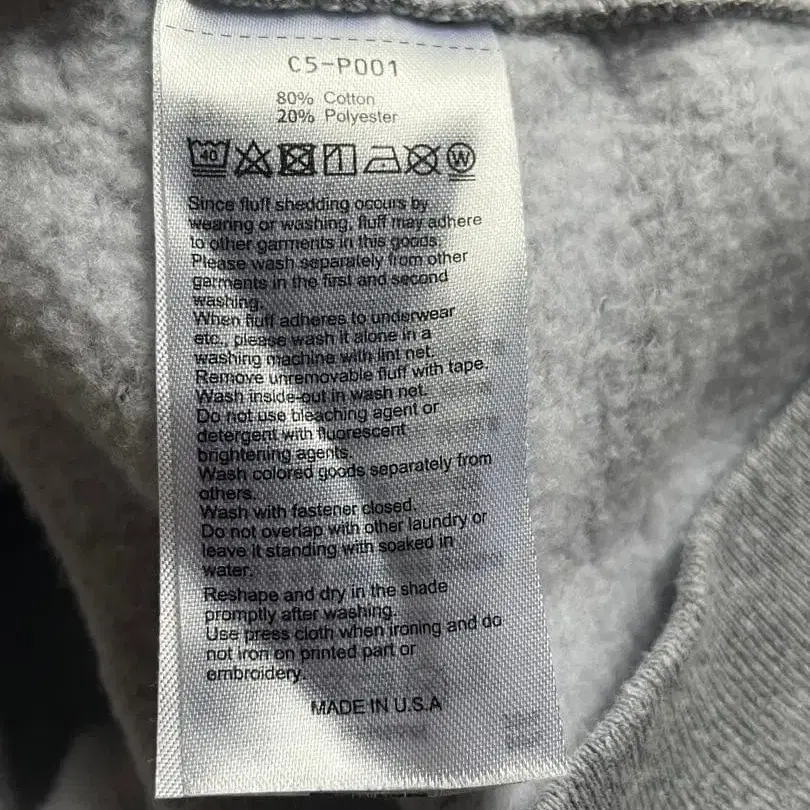 C5-P001
80% Cotton
20% Polyester
40 W
Since fluff shedding occurs by
wearing or washing, fluff may adhere
to other garments in this goods.
Please wash separately from other
garments in the first and second
washing.
When fluff adheres to underwear
etc., please wash it alone in a
washing machine with lint net.
Remove unremovable fluff with tape.
Wash inside-out in wash net.
Do not use bleaching agent or
detergent with fluorescent
brightening agents.
Wash colored goods separately from
others.
Wash with fastener closed.
Do not overlap with other laundry or
leave it standing with soaked in
water.
Reshape and dry in the shade
promptly after washing.
Use press cloth when ironing and do
not iron on printed part or
embroidery.
MADE IN U.S.A